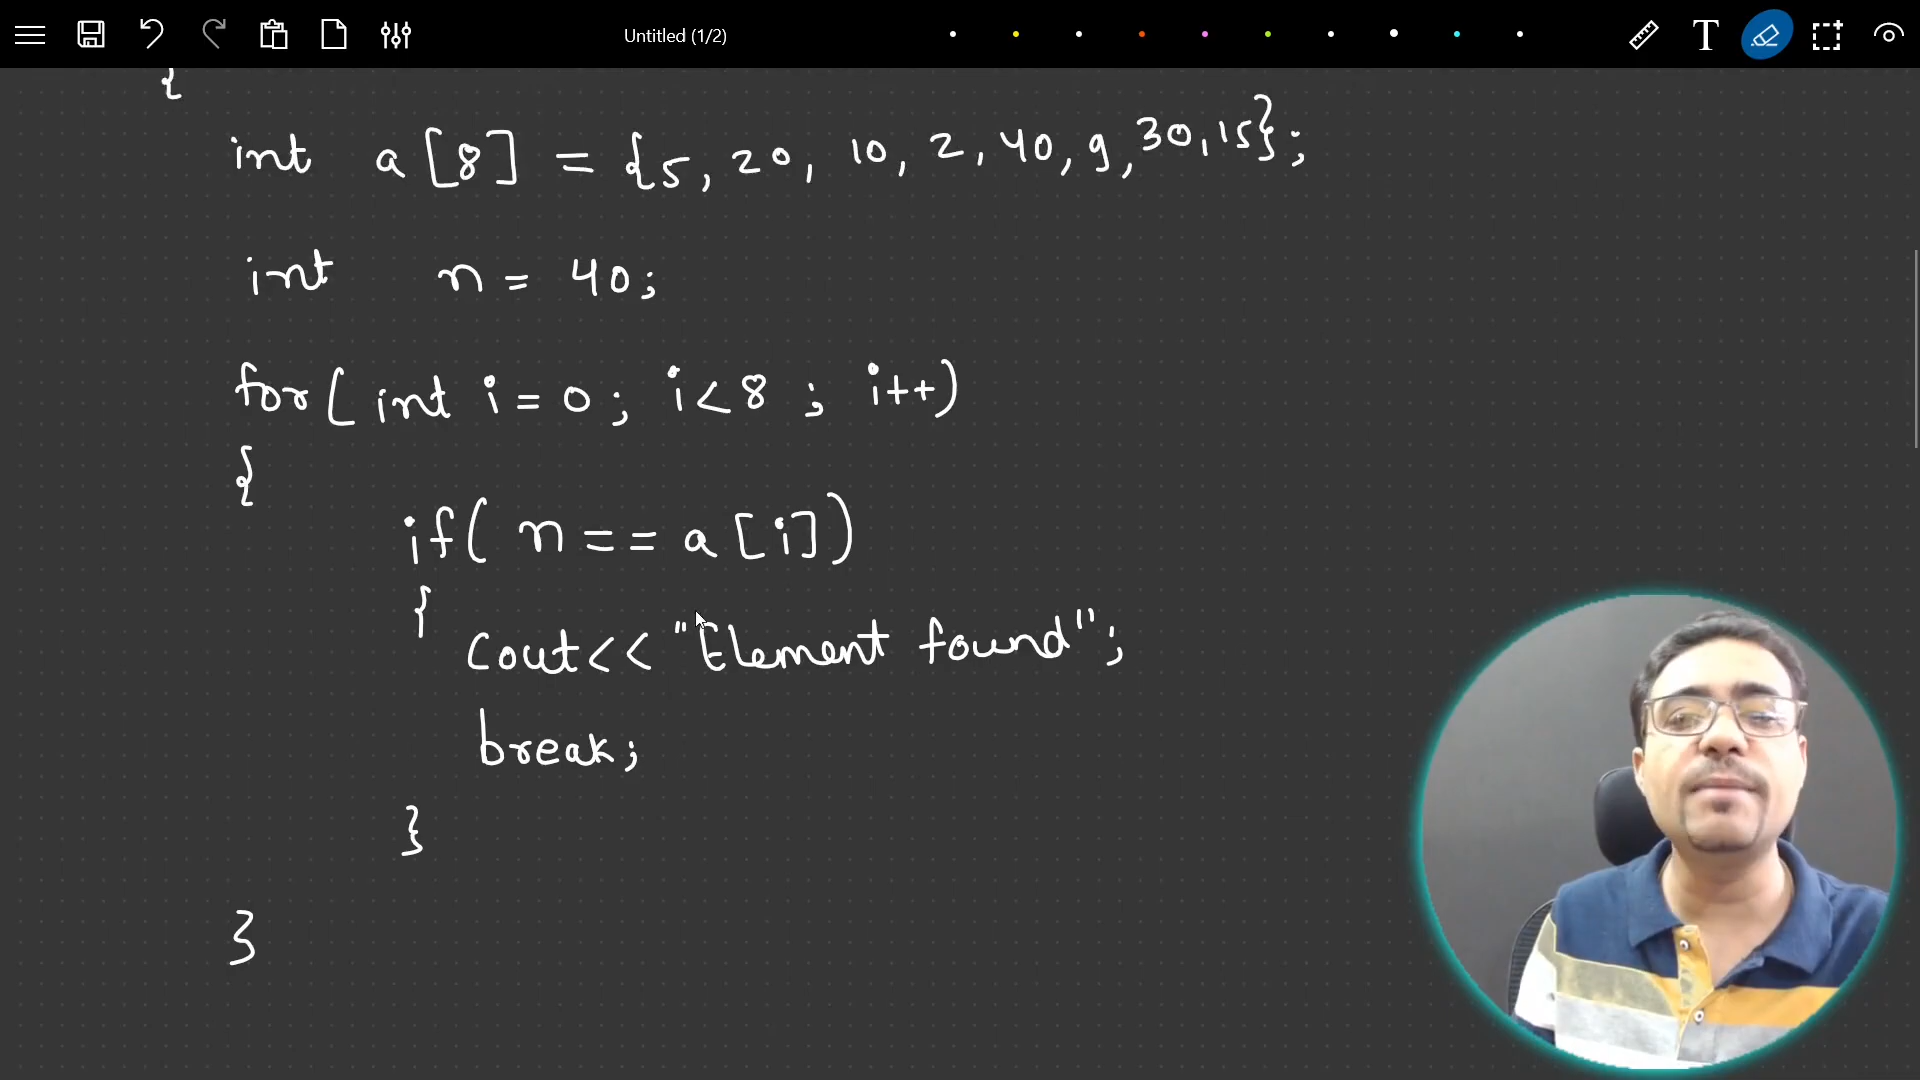 Untitled (1/2)
{
int a[8] = {5, 20, 10, 2, 40, 9, 30, 15};
int n = 40;
for( int i = 0; i < 8 ; i++)
{
if( n == a[i])
{
cout<< "Element found";
break;
}
}